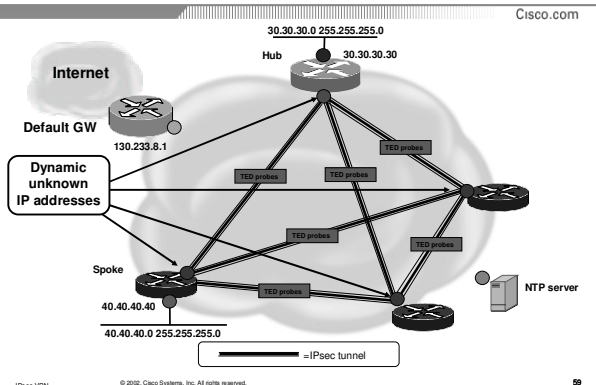 Cisco.com
30.30.30.0 255.255.255.0
Hub
30.30.30.30
Internet
Default GW
130.233.8.1
Dynamic
unknown
IP addresses
TED probes
TED probes
TED probes
TED probes
TED probes
TED probes
Spoke
40.40.40.40
40.40.40.0 255.255.255.0
NTP server
=IPsec tunnel
IPsec VPN
© 2002, Cisco Systems, Inc. All rights reserved.
59